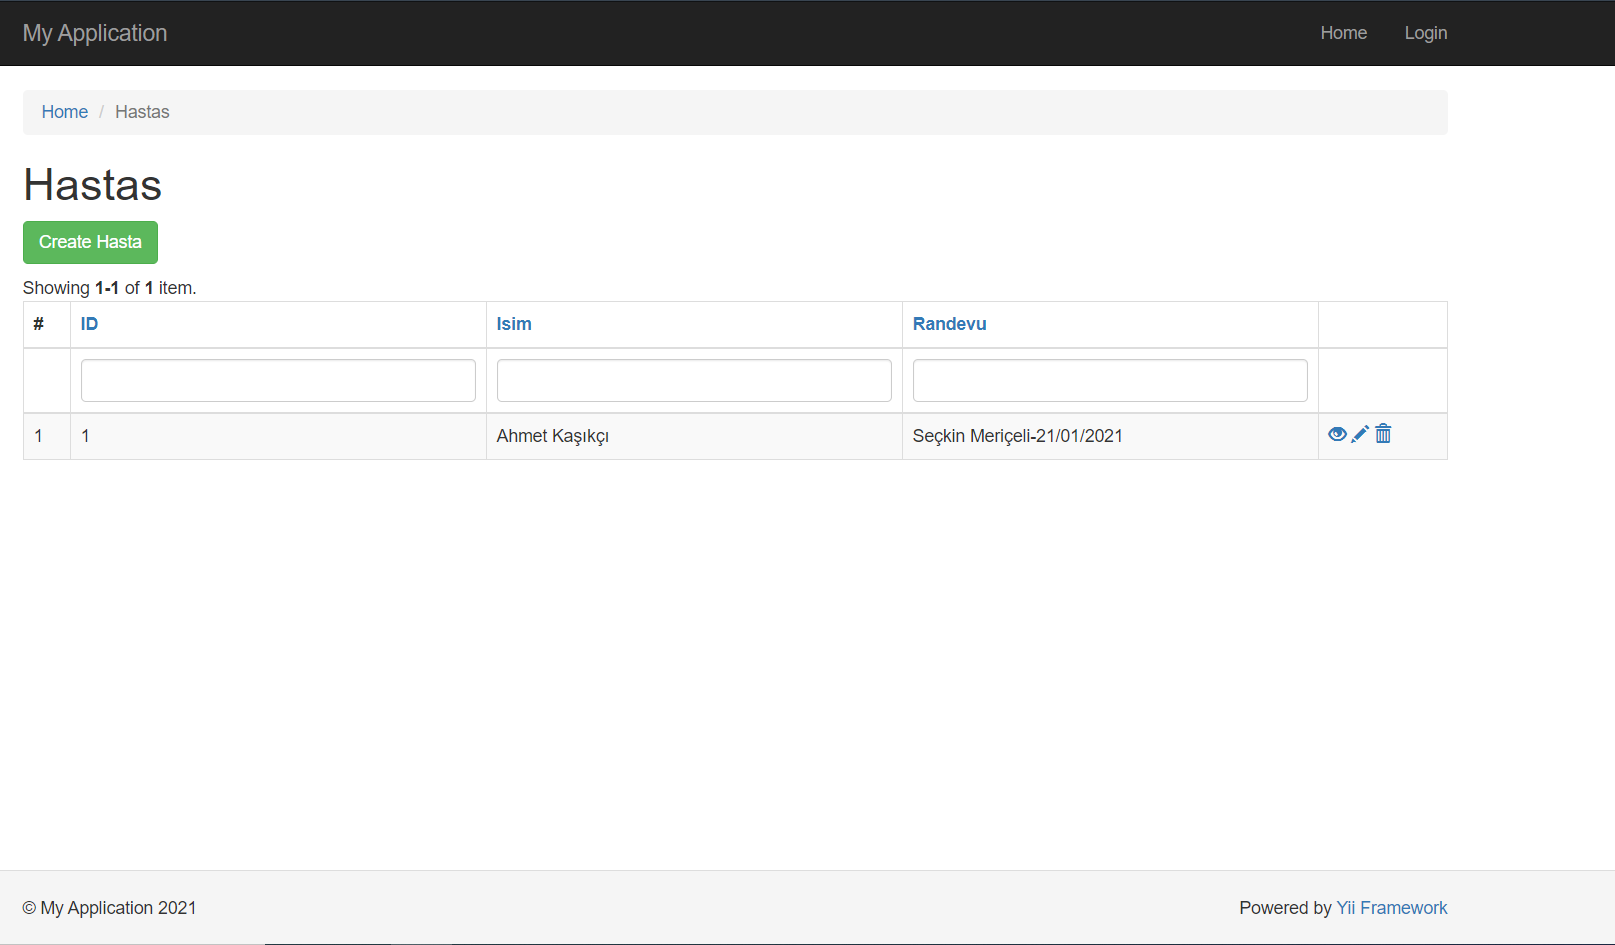 My Application Home Login
Home / Hastas
Hastas
Create Hasta
Showing 1-1 of 1 item.
# ID Isim Randevu
1 1 Ahmet Kaşıkçı Seçkin Meriçeli-21/01/2021
© My Application 2021 Powered by Yii Framework